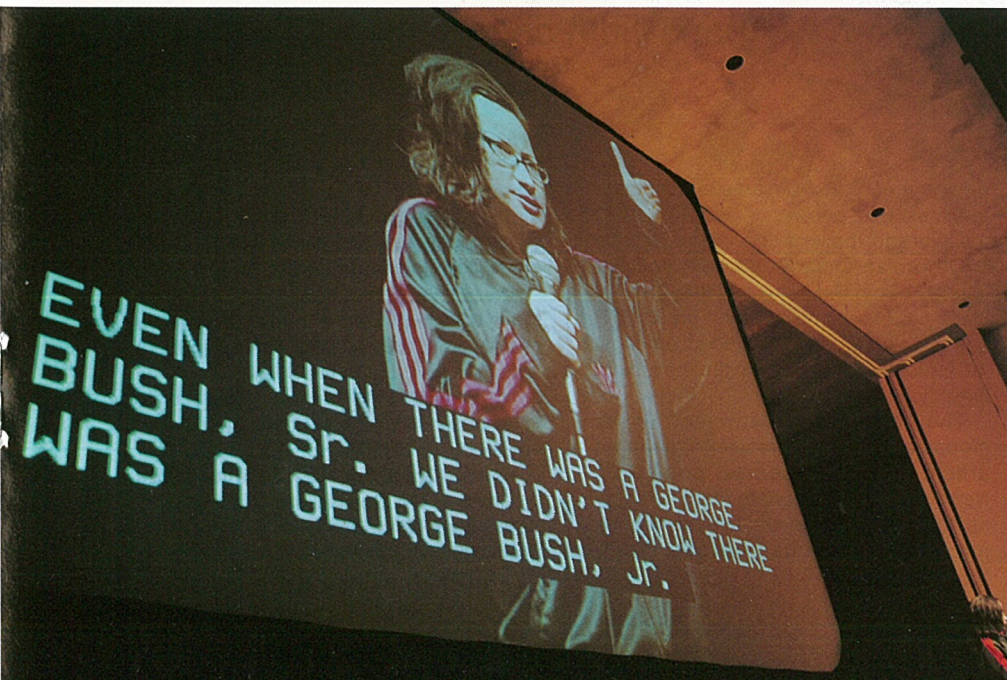 EVEN WHEN THERE WAS A GEORGE
BUSH, Sr. WE DIDN'T KNOW THERE
WAS A GEORGE BUSH, Jr.